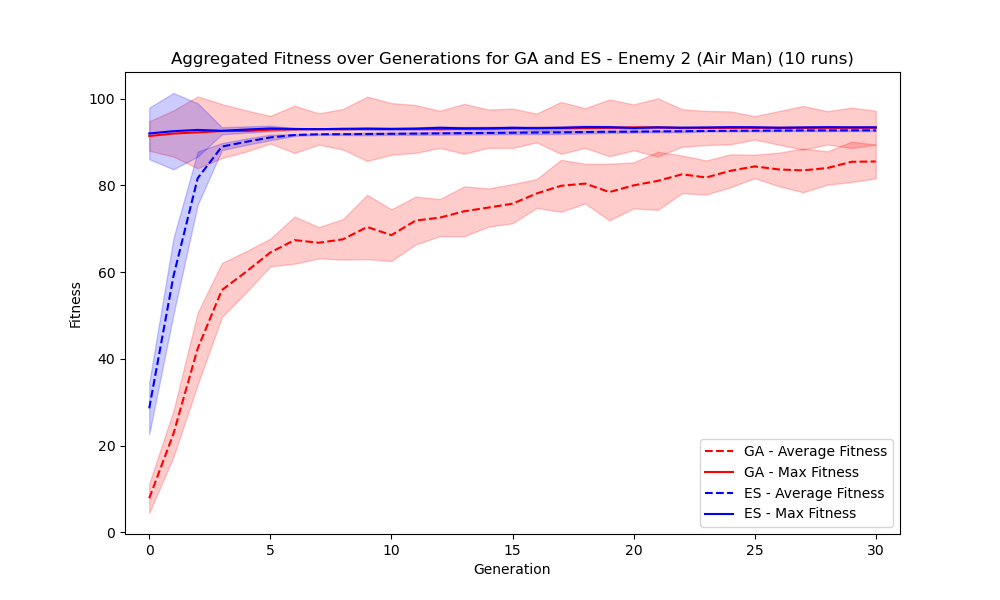 Aggregated Fitness over Generations for GA and ES - Enemy 2 (Air Man) (10 runs)
100
80
60
40
20
0
Fitness
GA - Average Fitness
GA - Max Fitness
ES - Average Fitness
ES - Max Fitness
0 5 10 15 20 25 30
Generation